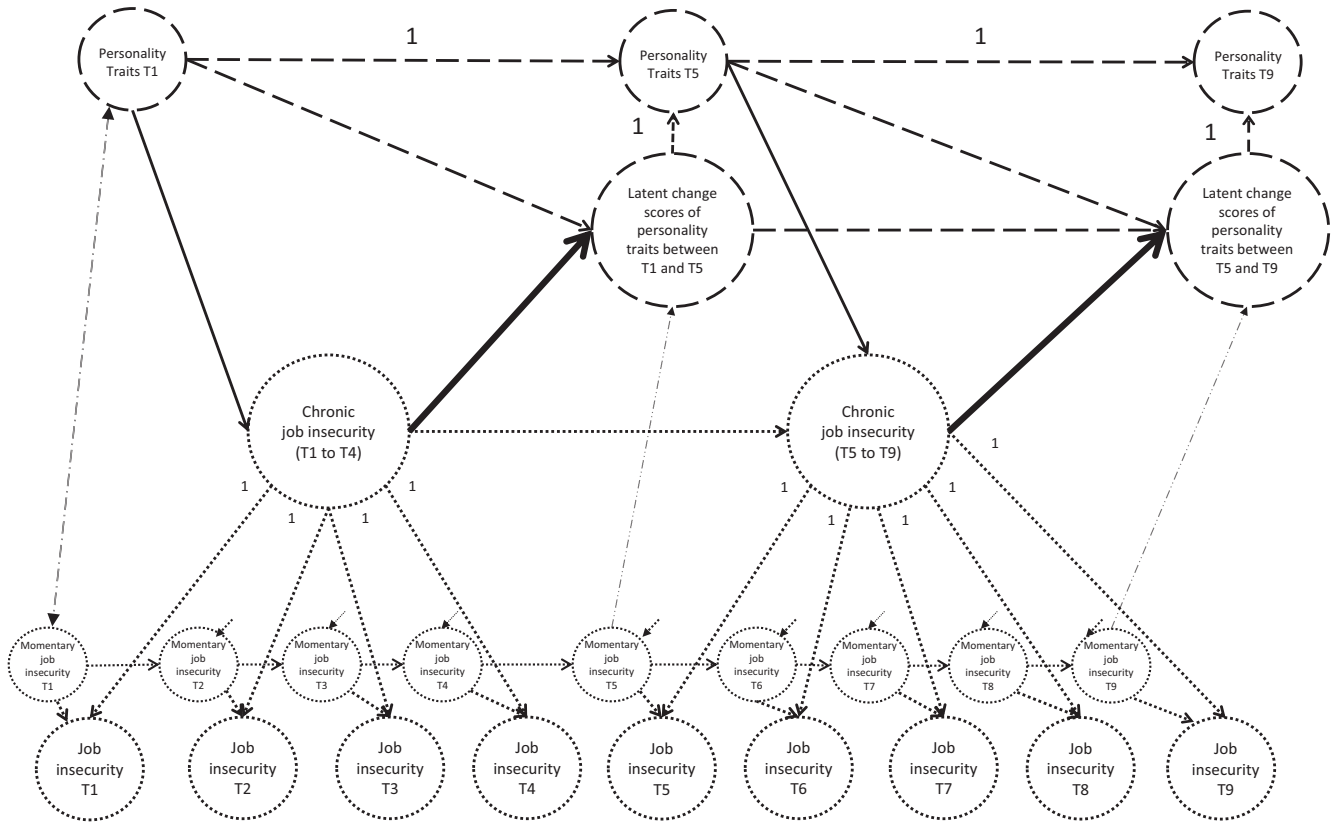 1
1
Personality
Traits T1
Personality
Traits T5
Personality
Traits T9
1
1
Latent change
scores of
personality
traits between
T1 and T5
Latent change
scores of
personality
traits between
T5 and T9
Chronic
job insecurity
(T1 to T4)
Chronic
job insecurity
(T5 to T9)
1
1
1
1
1
1
1
1
1
Momentary
job
insecurity
T1
Momentary
job
insecurity
T2
Momentary
job
insecurity
T3
Momentary
job
insecurity
T4
Momentary
job
insecurity
T5
Momentary
job
insecurity
T6
Momentary
job
insecurity
T7
Momentary
job
insecurity
T8
Momentary
job
insecurity
T9
Job
insecurity
T1
Job
insecurity
T2
Job
insecurity
T3
Job
insecurity
T4
Job
insecurity
T5
Job
insecurity
T6
Job
insecurity
T7
Job
insecurity
T8
Job
insecurity
T9